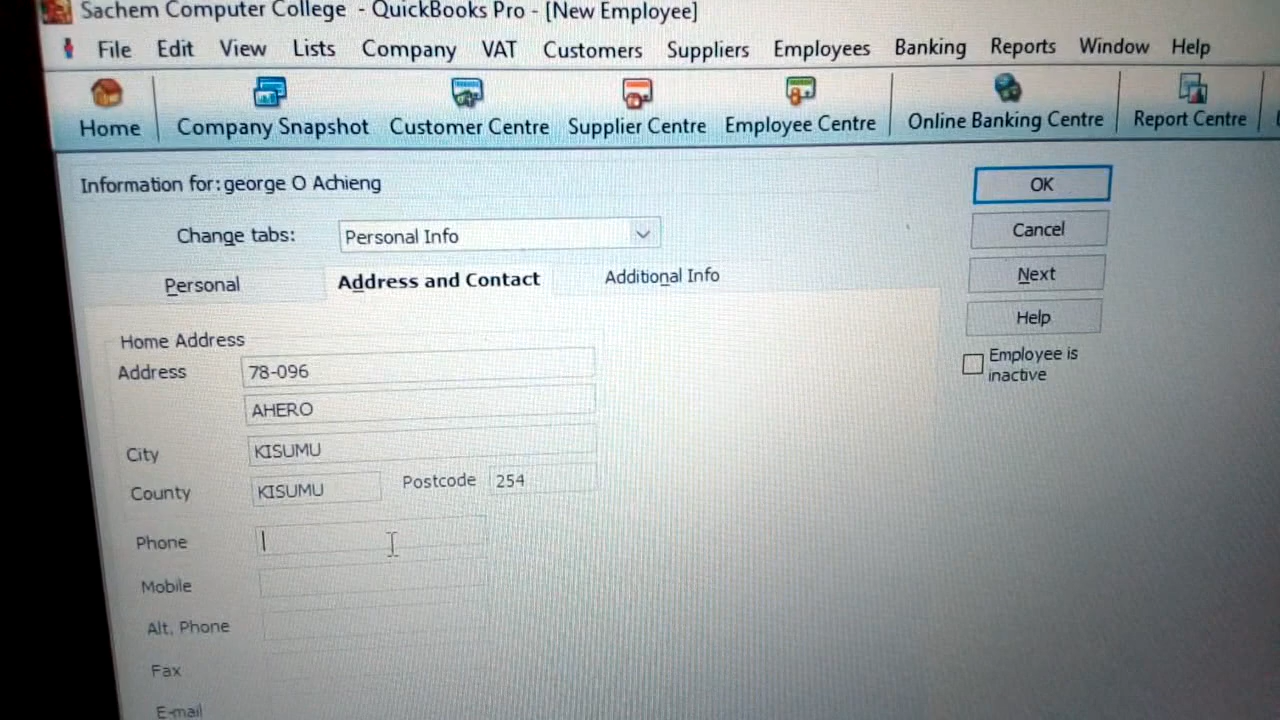 Sachem Computer College - QuickBooks Pro - [New Employee]
File Edit View Lists Company VAT Customers Suppliers Employees Banking Reports Window Help
Home Company Snapshot Customer Centre Supplier Centre Employee Centre Online Banking Centre Report Centre
Information for: george O Achieng
OK
Change tabs: Personal Info
Cancel
Personal Address and Contact Additional Info
Next
Help
Home Address
Employee is
inactive
Address 78-096
AHERO
City KISUMU
County KISUMU Postcode 254
Phone
Mobile
Alt. Phone
Fax
E-mail